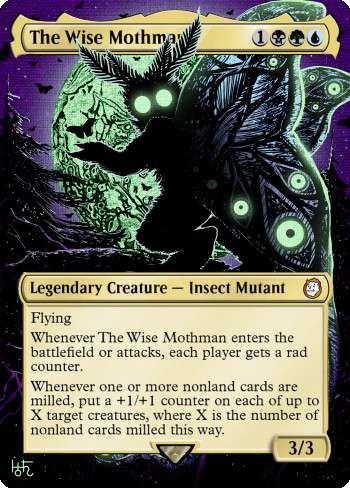 The Wise Mothman 1
Legendary Creature — Insect Mutant
Flying
Whenever The Wise Mothman enters the
battlefield or attacks, each player gets a rad
counter.
Whenever one or more nonland cards are
milled, put a +1/+1 counter on each of up to
X target creatures, where X is the number of
nonland cards milled this way.
3/3